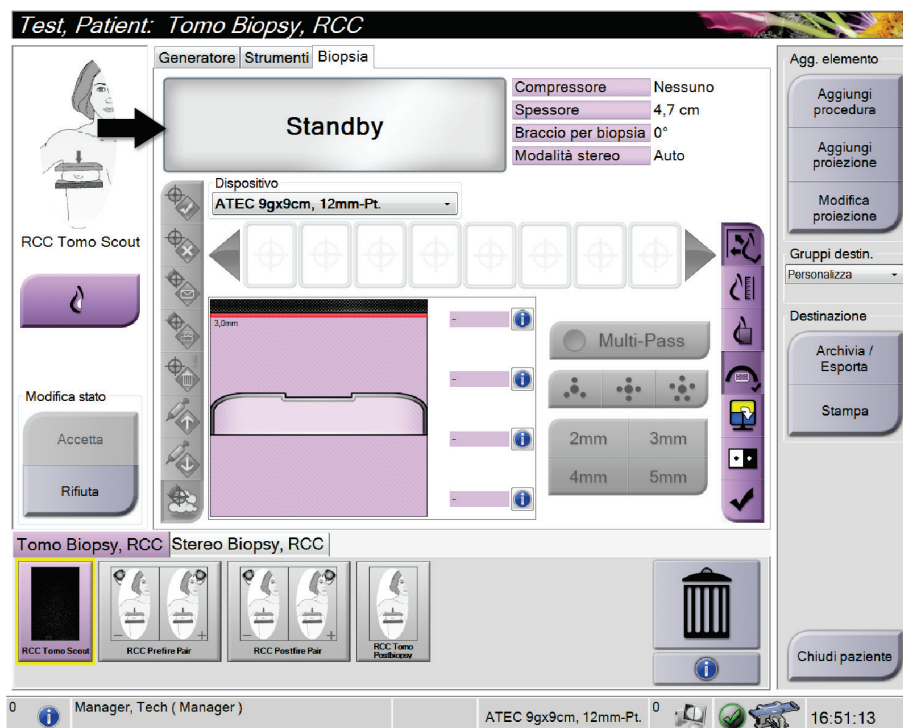 Test, Patient: Tomo Biopsy, RCC
Generatore Strumenti Biopsia
Standby
Compressore Nessuno
Spessore 4,7 cm
Braccio per biopsia 0°
Modalità stereo Auto
Dispositivo
ATEC 9gx9cm, 12mm-Pt.
RCC Tomo Scout
3,0mm
-
-
-
-
Multi-Pass
2mm 3mm
4mm 5mm
Modifica stato
Accetta
Rifiuta
Agg. elemento
Aggiungi
procedura
Aggiungi
proiezione
Modifica
proiezione
Gruppi destin.
Personalizza
Destinazione
Archivia /
Esporta
Stampa
Chiudi paziente
Tomo Biopsy, RCC Stereo Biopsy, RCC
RCC Tomo Scout
- +
RCC Prefire Pair
- +
RCC Postfire Pair
RCC Tomo
Postbiopsy
0 Manager, Tech ( Manager ) ATEC 9gx9cm, 12mm-Pt. 0 16:51:13